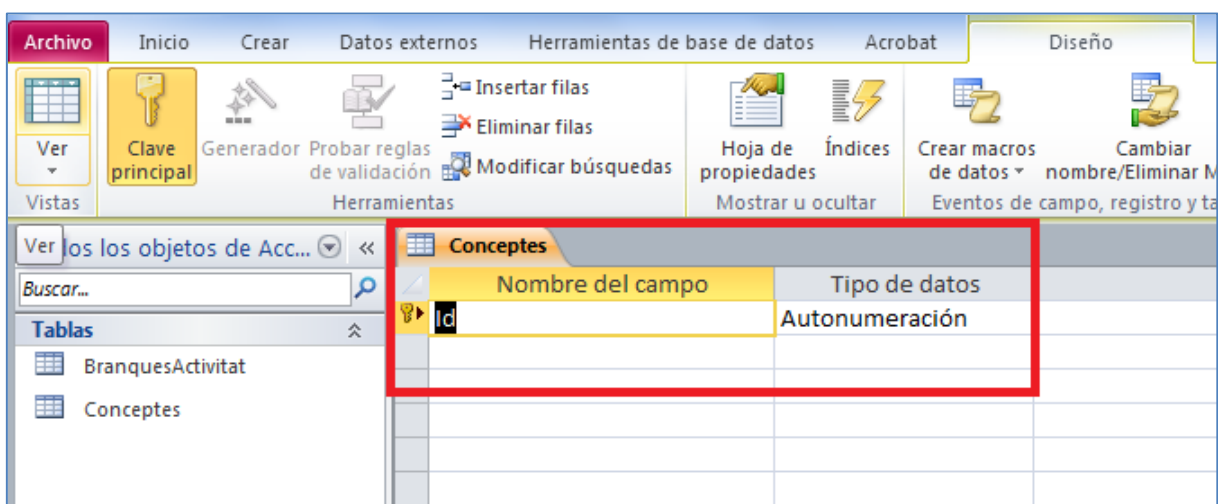 Archivo Inicio Crear Datos externos Herramientas de base de datos Acrobat Diseño
Ver
Clave principal
Generador
Probar reglas de validación
Insertar filas
Eliminar filas
Modificar búsquedas
Hoja de propiedades
Índices
Crear macros de datos
Cambiar nombre/Eliminar M
Vistas Herramientas Mostrar u ocultar Eventos de campo, registro y ta
Ver los los objetos de Acc... «
Buscar...
Tablas
BranquesActivitat
Conceptes
Conceptes
Nombre del campo Tipo de datos
Id Autonumeración